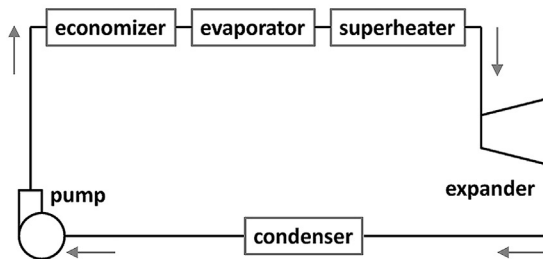 economizer evaporator superheater
pump
expander
condenser